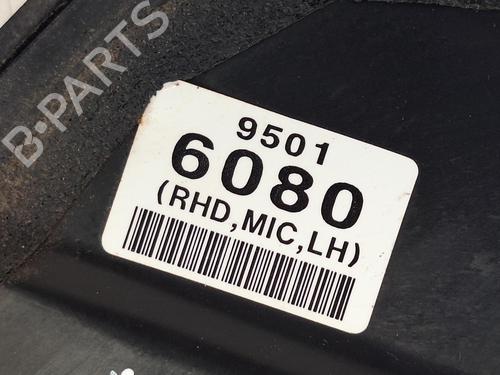 B-PARTS
9501
6080
(RHD,MIC,LH)